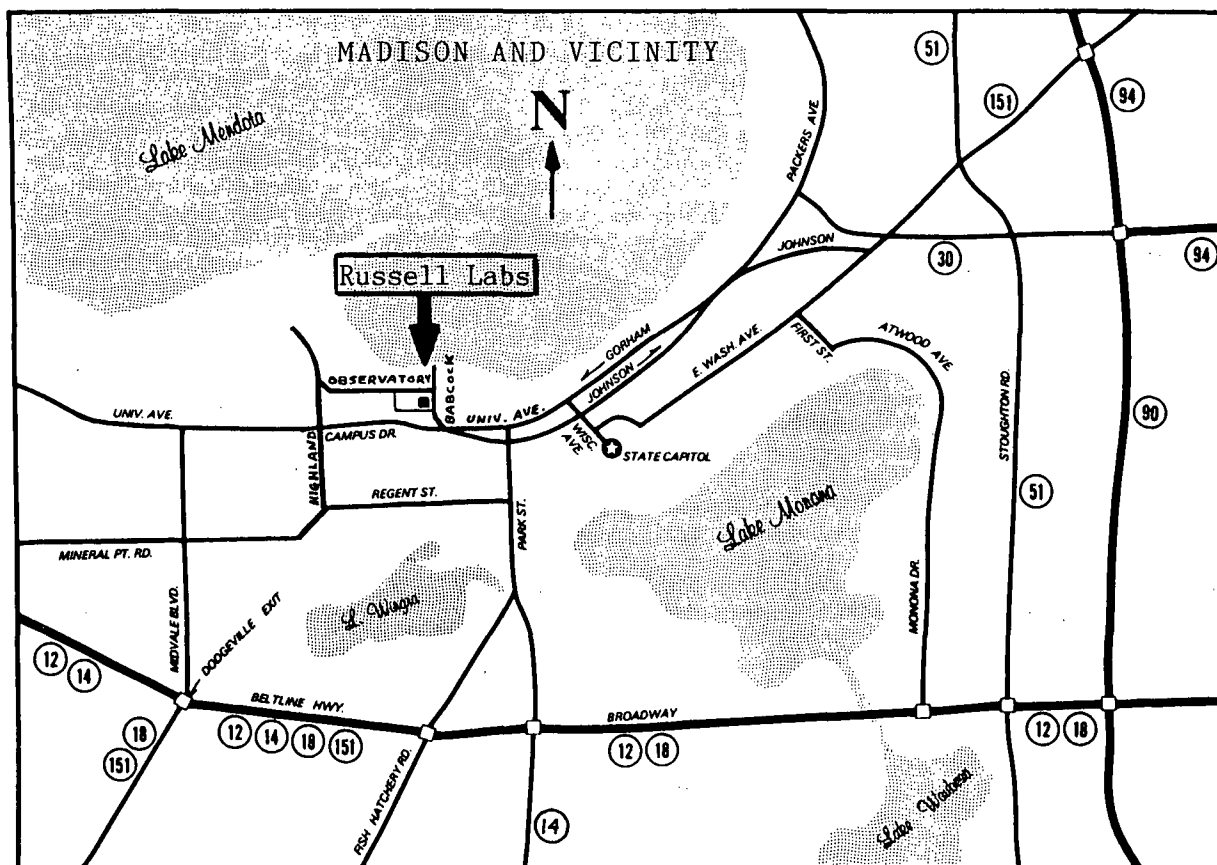 MADISON AND VICINITY
N
Lake Mendota
Russell Labs
51
151
94
PACKERS AVE
JOHNSON
30
94
GORHAM
JOHNSON
E. WASH. AVE.
FIRST ST.
ATWOOD AVE
OBSERVATORY
BABCOCK
UNIV. AVE.
UNIV. AVE.
CAMPUS DR.
WISC. AVE
STATE CAPITOL
STOUGHTON RD.
90
HIGHLAND
REGENT ST.
PARK ST.
Lake Monona
51
MINERAL PT. RD.
L. Wingra
MIDVALE BLVD.
DODGEVILLE EXIT
MONONA DR.
12
14
BELTLINE HWY.
BROADWAY
18
151
12 14 18 151
12 18
12 18
FISH HATCHERY RD.
14
Lake Waubesa